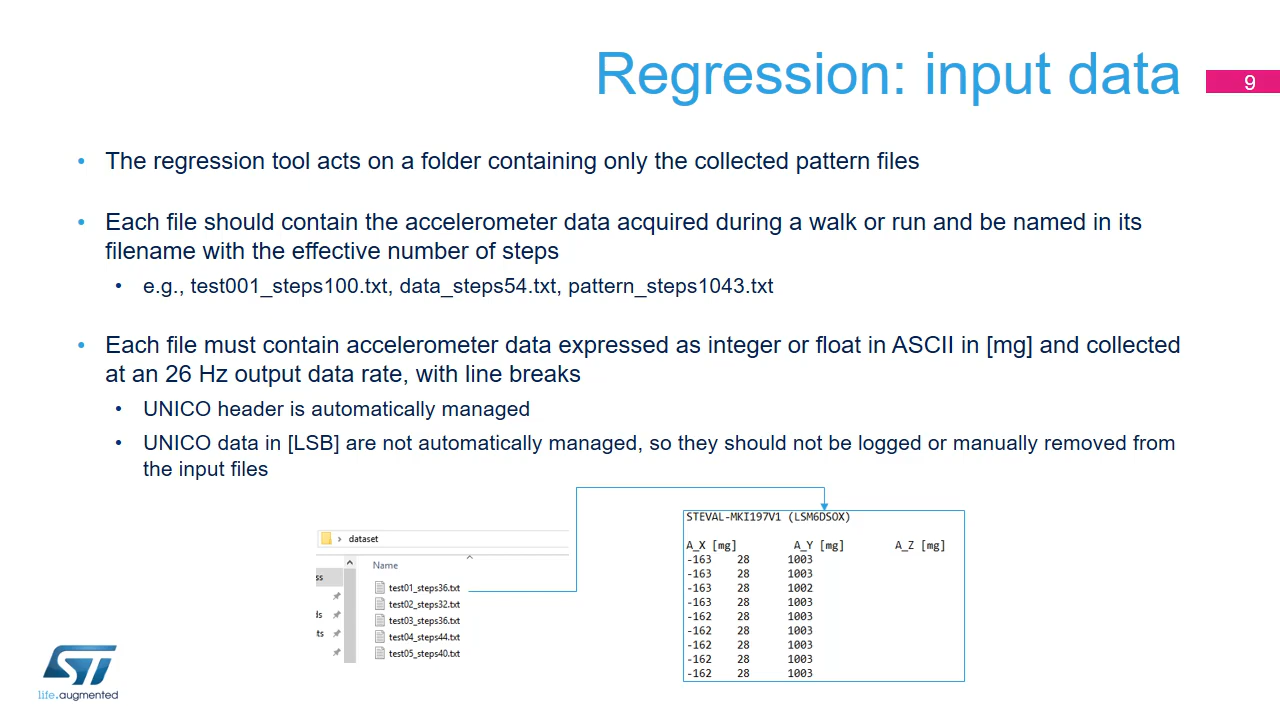 Regression: input data
9
• The regression tool acts on a folder containing only the collected pattern files
• Each file should contain the accelerometer data acquired during a walk or run and be named in its
filename with the effective number of steps
• e.g., test001_steps100.txt, data_steps54.txt, pattern_steps1043.txt
• Each file must contain accelerometer data expressed as integer or float in ASCII in [mg] and collected
at an 26 Hz output data rate, with line breaks
• UNICO header is automatically managed
• UNICO data in [LSB] are not automatically managed, so they should not be logged or manually removed from
the input files
dataset
Name
ss
ds
ts
test01_steps36.txt
test02_steps32.txt
test03_steps36.txt
test04_steps44.txt
test05_steps40.txt
STEVAL-MKI197V1 (LSM6DSOX)
A_X [mg] A_Y [mg] A_Z [mg]
-163 28 1003
-163 28 1003
-163 28 1002
-163 28 1003
-162 28 1003
-162 28 1003
-162 28 1003
-162 28 1003
-162 28 1003
ST
life.augmented